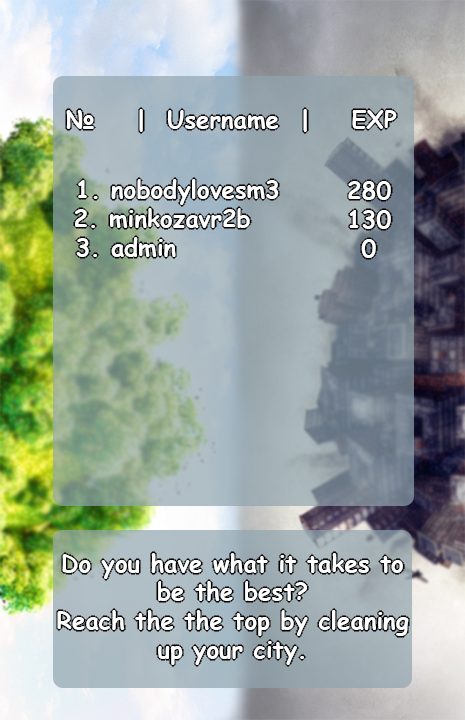 № | Username | EXP
1. nobodylovesm3 280
2. minkozavr2b 130
3. admin 0
Do you have what it takes to
be the best?
Reach the the top by cleaning
up your city.